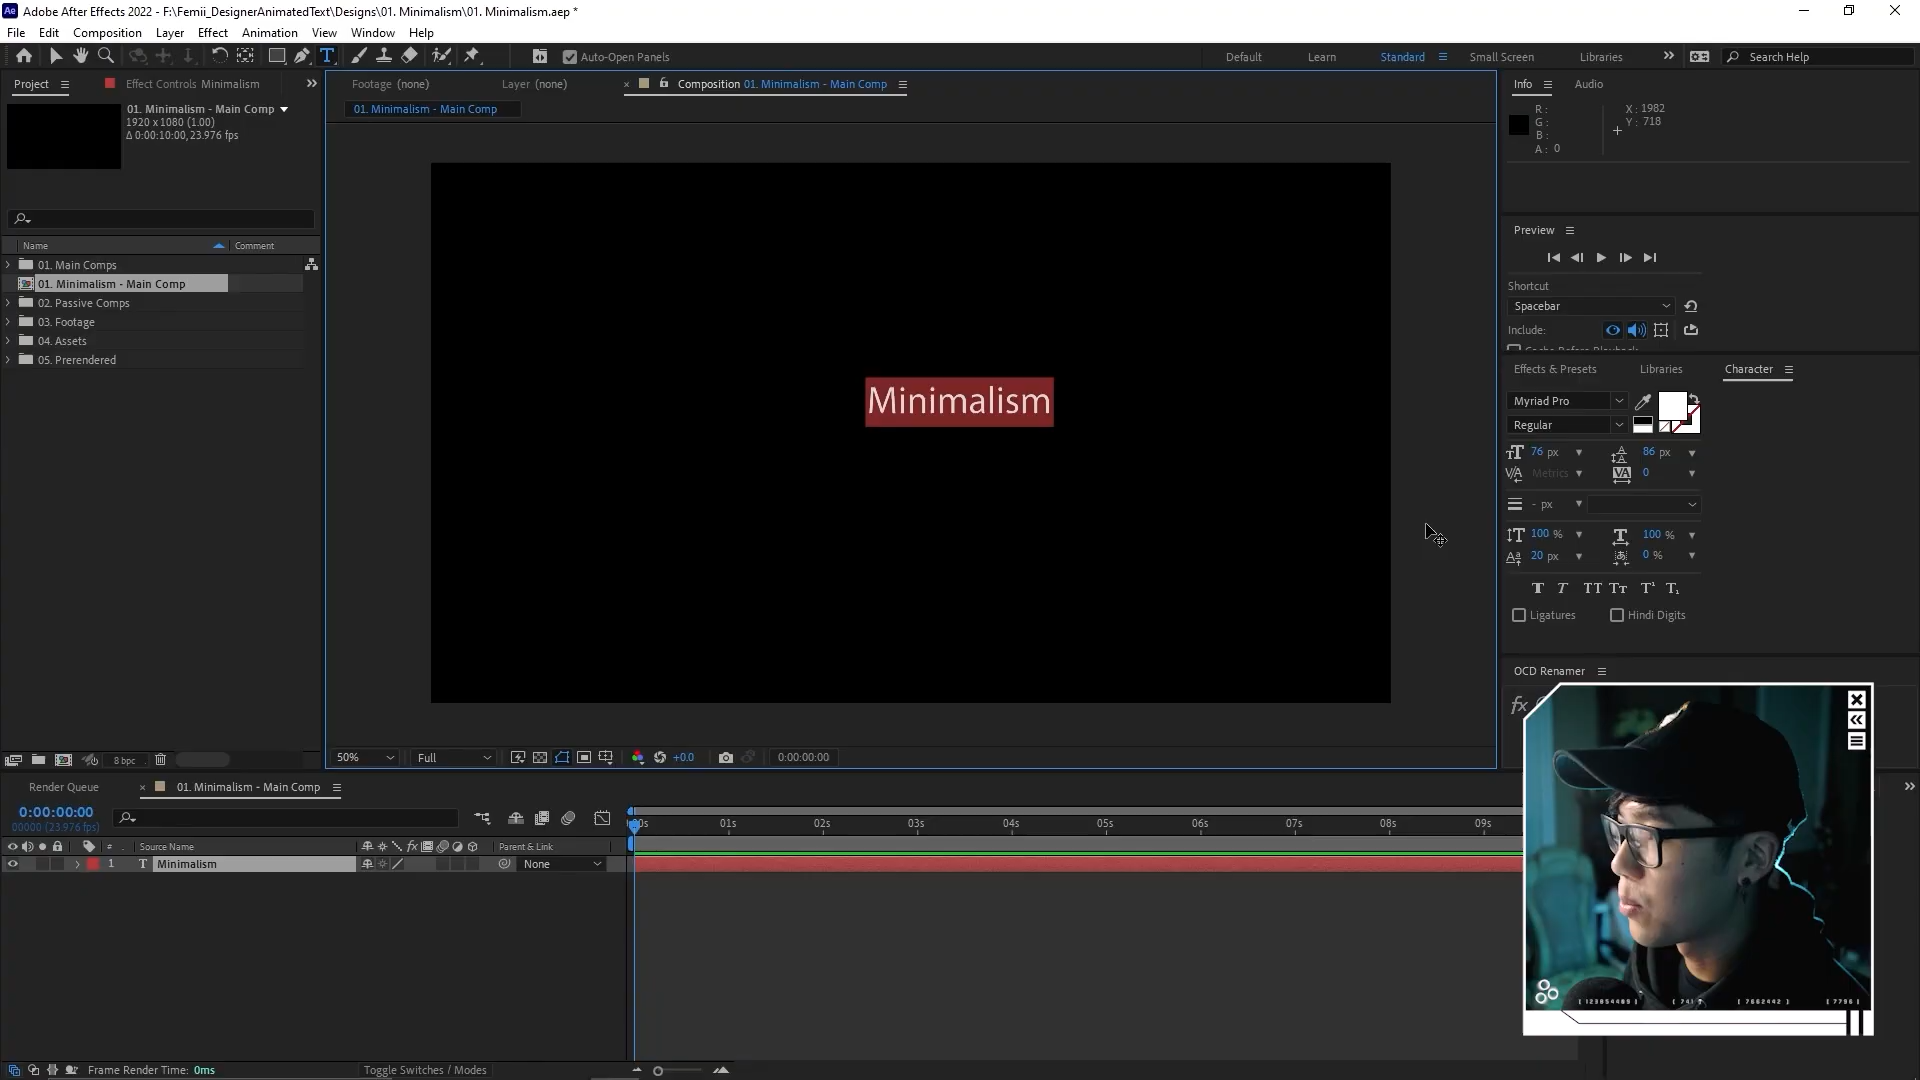 Ae Adobe After Effects 2022 - F:\Femii_DesignerAnimatedText\Designs\01. Minimalism\01. Minimalism.aep *
File Edit Composition Layer Effect Animation View Window Help
Auto-Open Panels
Default Learn Standard Small Screen Libraries
Search Help
Project Effect Controls Minimalism
01. Minimalism - Main Comp
1920 x 1080 (1.00)
Δ 0:00:10:00, 23.976 fps
Name Comment
01. Main Comps
01. Minimalism - Main Comp
02. Passive Comps
03. Footage
04. Assets
05. Prerendered
8 bpc
Footage (none) Layer (none) Composition 01. Minimalism - Main Comp
01. Minimalism - Main Comp
Minimalism
50% Full +0.0 0:00:00:00
Info Audio
R :
G :
B :
A : 0
X : 1982
Y : 718
Preview
Shortcut
Spacebar
Include:
Cache Before Playback
Effects & Presets Libraries Character
Myriad Pro
Regular
76 px 86 px
Metrics 0
- px
100 % 100 %
20 px 0 %
Ligatures Hindi Digits
OCD Renamer
Render Queue 01. Minimalism - Main Comp
0:00:00:00
00000 (23.976 fps)
# Source Name Parent & Link
1 T Minimalism None
01s 02s 03s 04s 05s 06s 07s 08s 09s
Frame Render Time: 0ms Toggle Switches / Modes